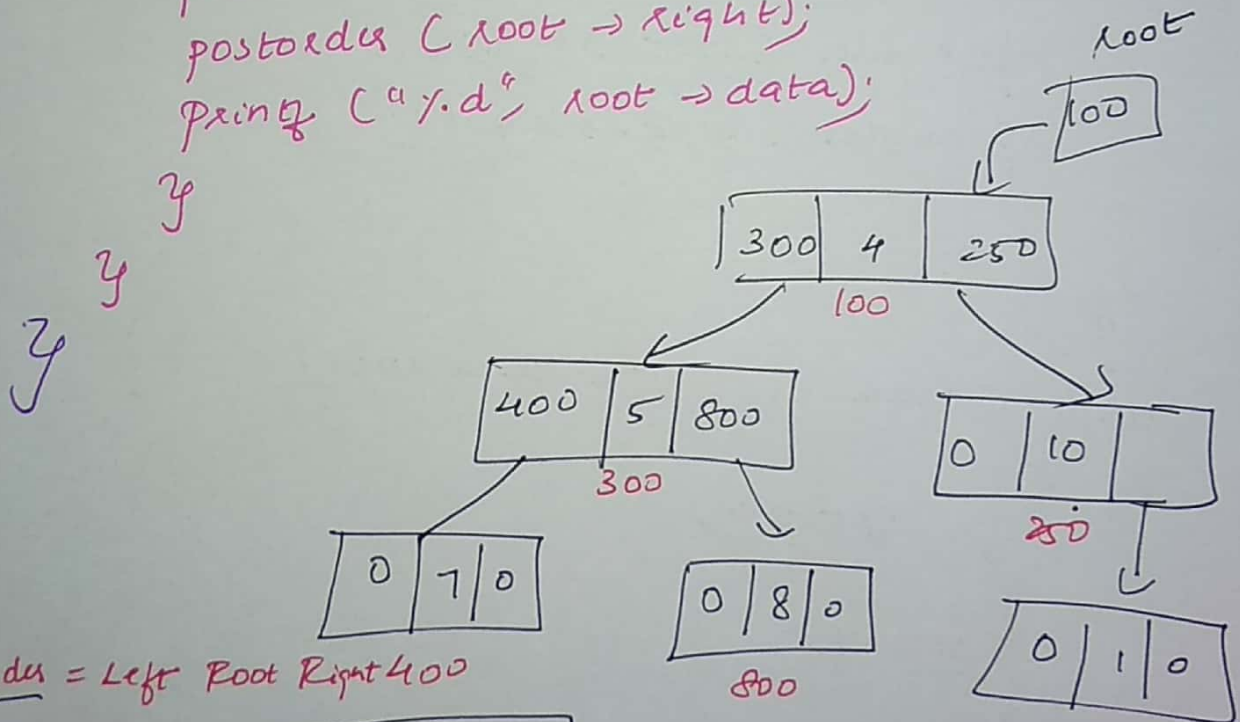 postorder (root → right);
printf ("%d", root → data);
}
}
}
root
100
300 4 250
100
400 5 800
300
0 10
250
0 7 0
0 8 0
800
0 1 0
der = Left Root Right 400